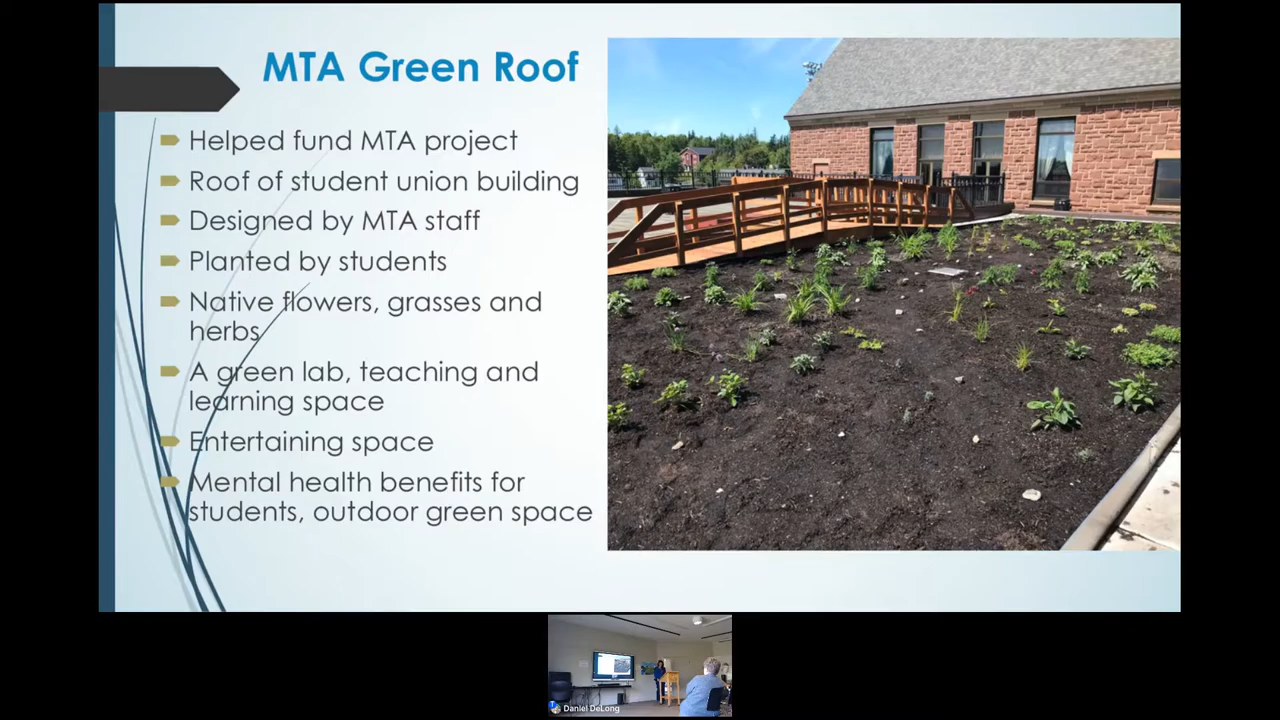 MTA Green Roof
Helped fund MTA project
Roof of student union building
Designed by MTA staff
Planted by students
Native flowers, grasses and
herbs
A green lab, teaching and
learning space
Entertaining space
Mental health benefits for
students, outdoor green space
Daniel DeLong